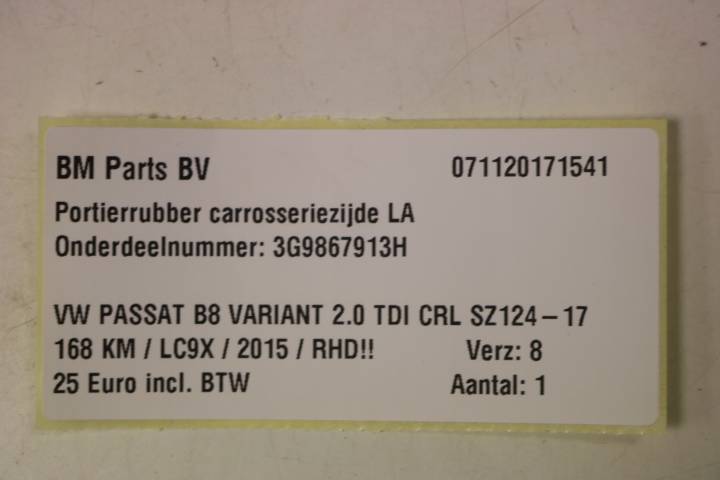 BM Parts BV 071120171541
Portierrubber carrosseriezijde LA
Onderdeelnummer: 3G9867913H
VW PASSAT B8 VARIANT 2.0 TDI CRL SZ124-17
168 KM / LC9X / 2015 / RHD!! Verz: 8
25 Euro incl. BTW Aantal: 1